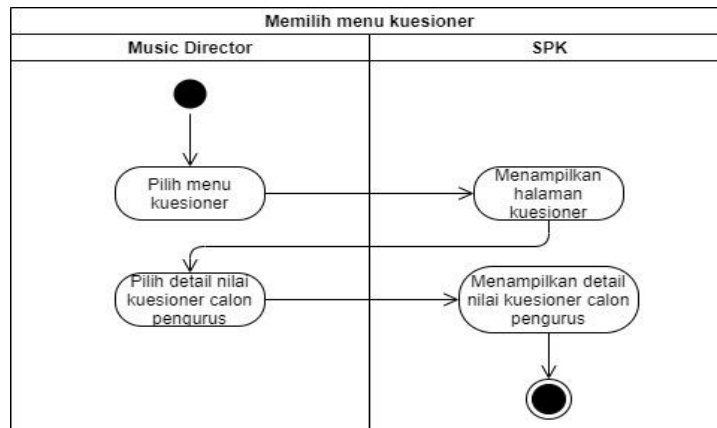 Memilih menu kuesioner
Music Director
SPK
Pilih menu
kuesioner
Menampilkan
halaman
kuesioner
Pilih detail nilai
kuesioner calon
pengurus
Menampilkan detail
nilai kuesioner calon
pengurus